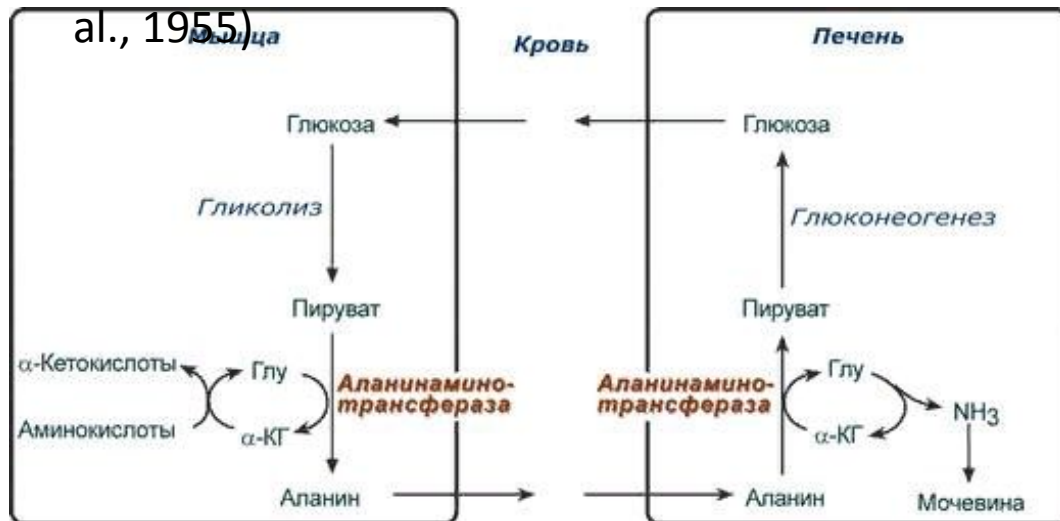 al., 1955)
Мышца
Кровь
Печень
Глюкоза
Глюкоза
Гликолиз
Глюконеогенез
Пируват
Пируват
α-Кетокислоты
Глу
Аланинамино-
трансфераза
Аминокислоты
α-КГ
Аланинамино-
трансфераза
Глу
NH3
α-КГ
Аланин
Аланин
Мочевина